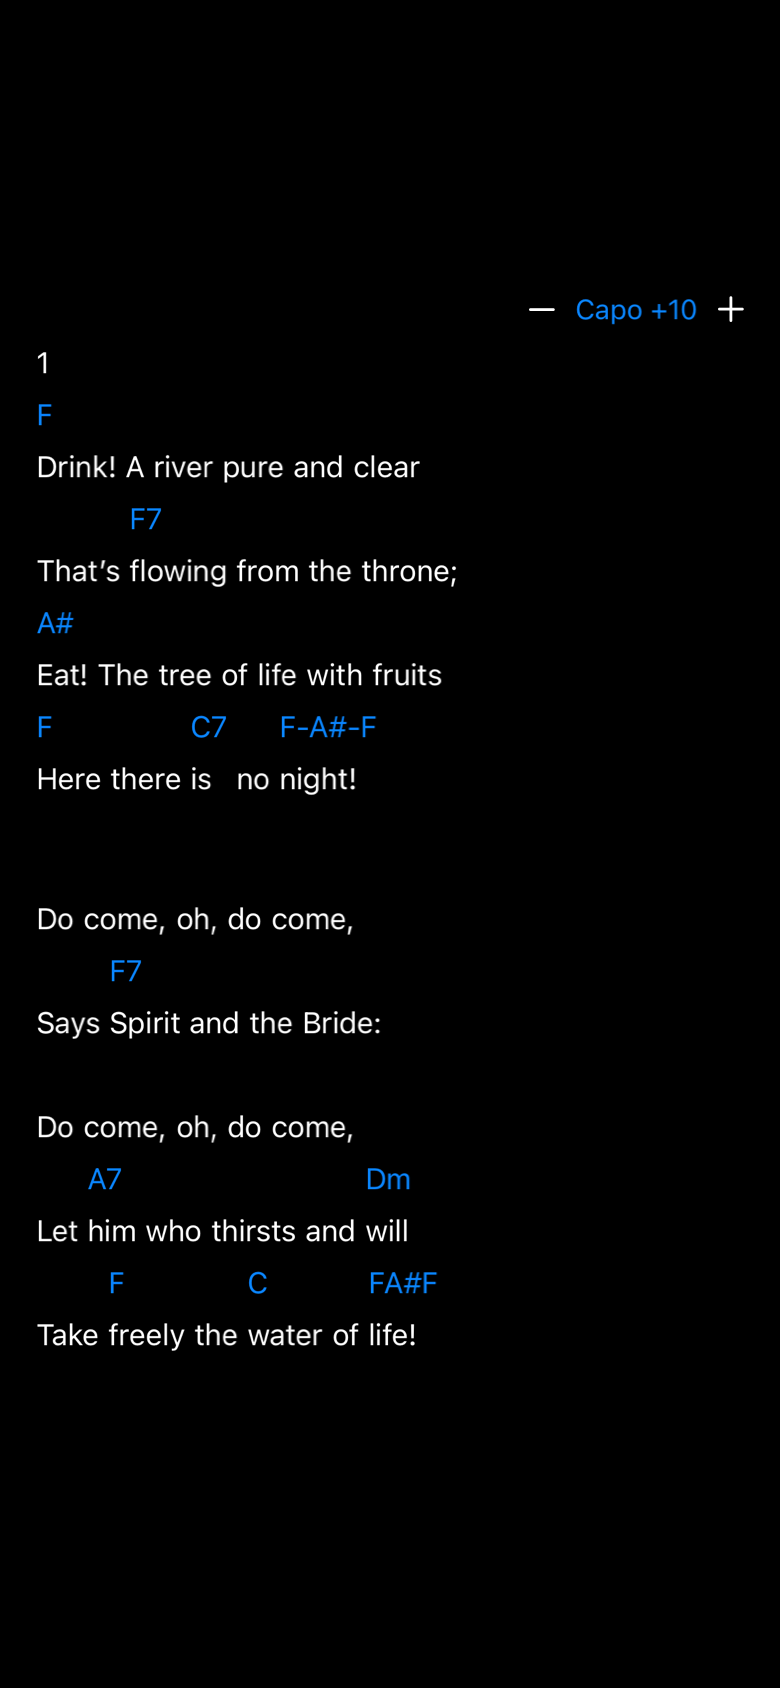 − Capo +10 +
1
F
Drink! A river pure and clear
F7
That’s flowing from the throne;
A#
Eat! The tree of life with fruits
F C7 F-A#-F
Here there is no night!
Do come, oh, do come,
F7
Says Spirit and the Bride:
Do come, oh, do come,
A7 Dm
Let him who thirsts and will
F C FA#F
Take freely the water of life!